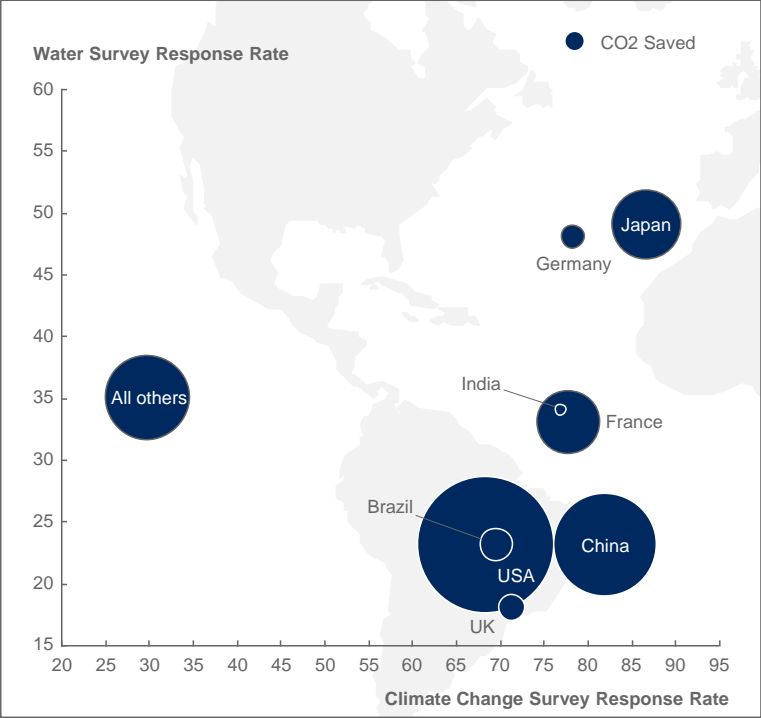 CO2 Saved
Water Survey Response Rate
60
55
50
Japan
Germany
45
40
India
All others
35
France
30
Brazil
25
China
USA
20
UK
15
20 25 30 35 40 45 50 55 60 65 70 75 80 85 90 95
Climate Change Survey Response Rate